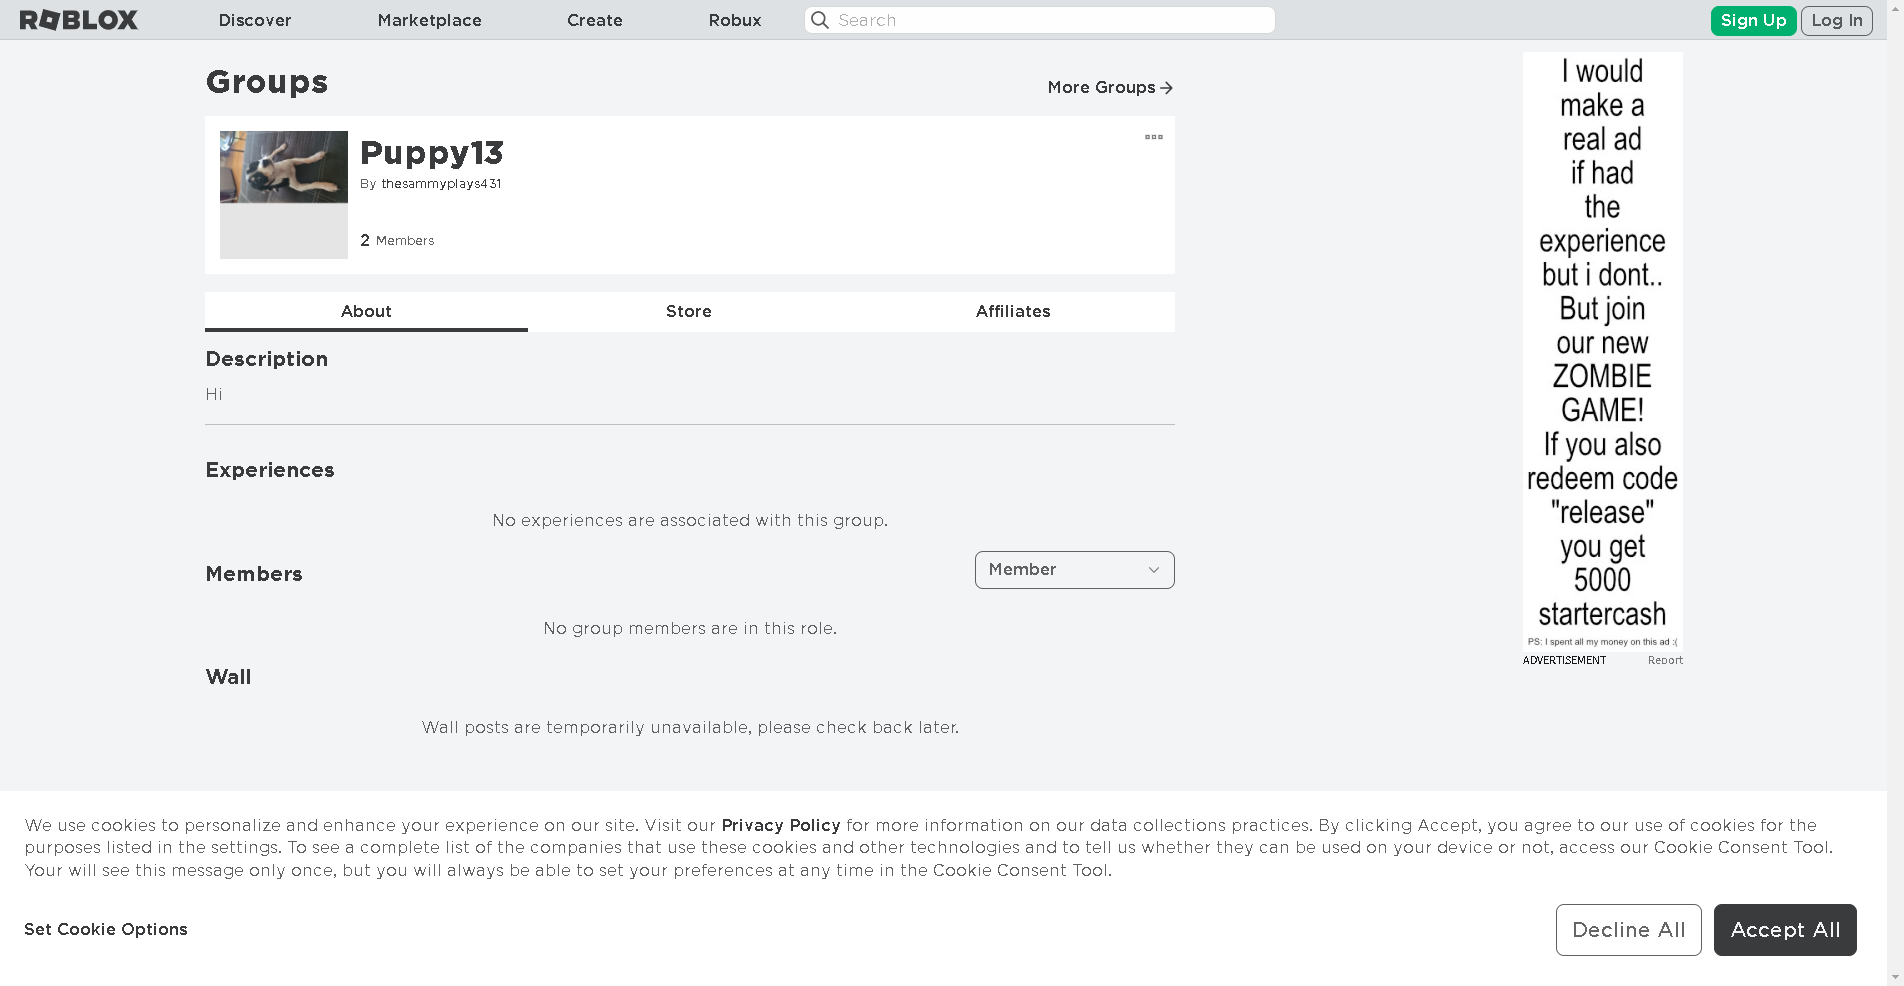 ROBLOX
Discover
Marketplace
Create
Robux
Search
Sign Up
Log In
Groups
More Groups
Puppy13
By thesammyplays431
2 Members
About
Store
Affiliates
Description
Hi
Experiences
No experiences are associated with this group.
Members
Member
No group members are in this role.
Wall
Wall posts are temporarily unavailable, please check back later.
I would
make a
real ad
if had
the
experience
but i dont..
But join
our new
ZOMBIE
GAME!
If you also
redeem code
"release"
you get
5000
startercash
PS: I spent all my money on this ad :(
ADVERTISEMENT
Report
We use cookies to personalize and enhance your experience on our site. Visit our Privacy Policy for more information on our data collections practices. By clicking Accept, you agree to our use of cookies for the
purposes listed in the settings. To see a complete list of the companies that use these cookies and other technologies and to tell us whether they can be used on your device or not, access our Cookie Consent Tool.
Your will see this message only once, but you will always be able to set your preferences at any time in the Cookie Consent Tool.
Set Cookie Options
Decline All
Accept All